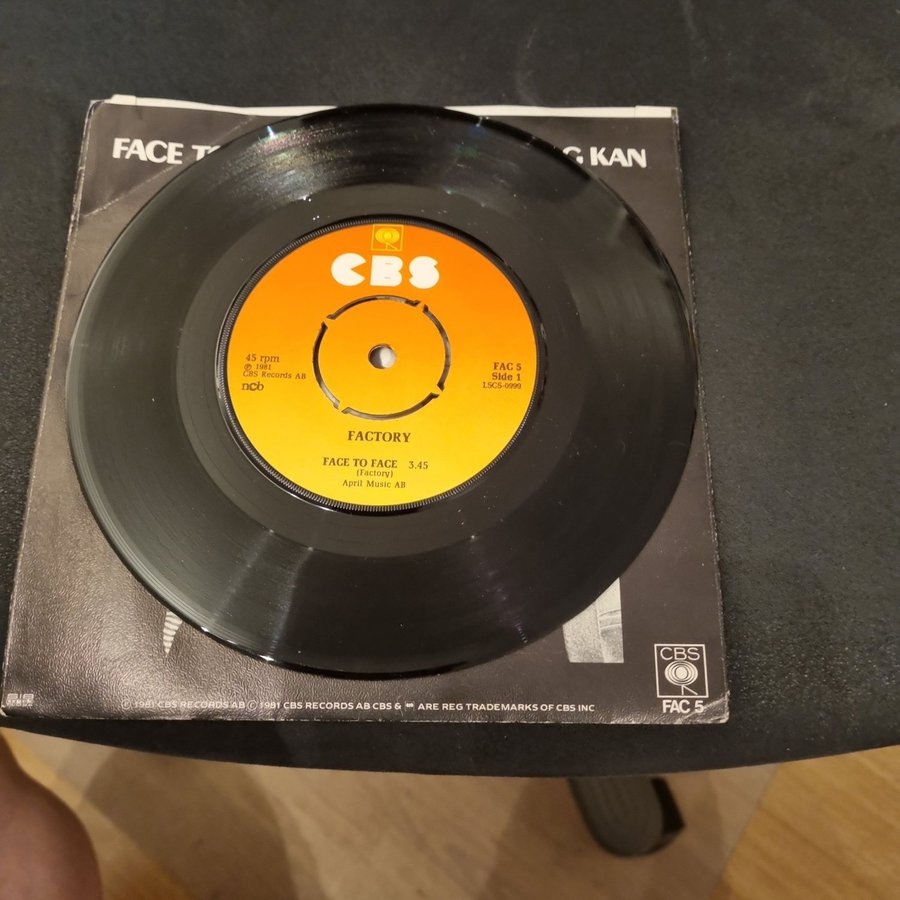 FACE T
G KAN
CBS
45 rpm
℗ 1981
CBS Records AB
ncb
FAC 5
Side 1
LSCS-0999
FACTORY
FACE TO FACE 3.45
(Factory)
April Music AB
CBS
FAC 5
℗ 1981 CBS RECORDS AB © 1981 CBS RECORDS AB CBS & ARE REG TRADEMARKS OF CBS INC